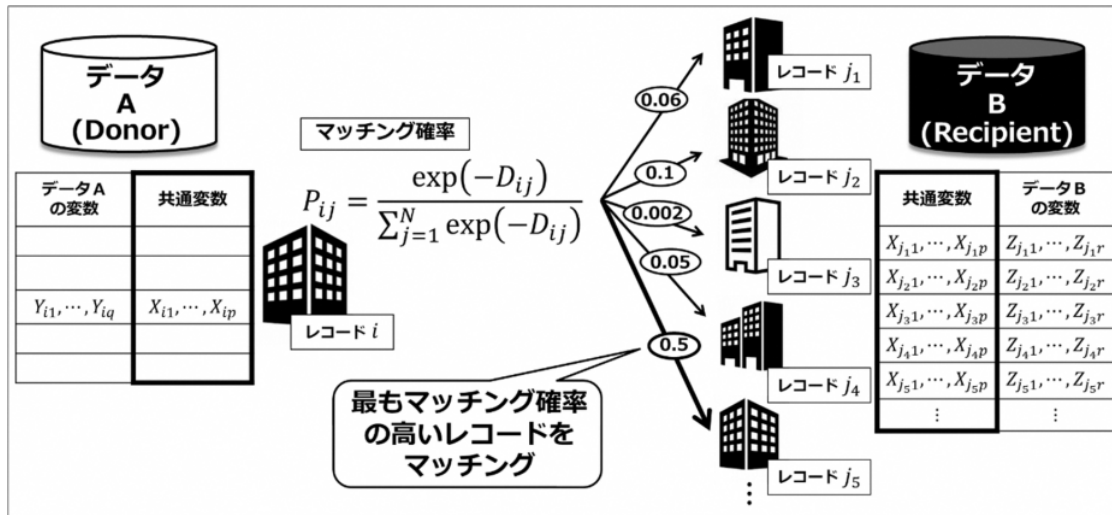 データ
A
(Donor)
データA
の変数
共通変数
Y_{i1},⋯,Y_{iq}
X_{i1},⋯,X_{ip}
マッチング確率
P_{ij} = \frac{exp(−D_{ij})}{∑_{j=1}^{N} exp(−D_{ij})}
レコード i
0.06
0.1
0.002
0.05
0.5
最もマッチング確率
の高いレコードを
マッチング
レコード j_1
レコード j_2
レコード j_3
レコード j_4
レコード j_5
⋮
データ
B
(Recipient)
共通変数
データB
の変数
X_{j_1 1},⋯,X_{j_1 p}
Z_{j_1 1},⋯,Z_{j_1 r}
X_{j_2 1},⋯,X_{j_2 p}
Z_{j_2 1},⋯,Z_{j_2 r}
X_{j_3 1},⋯,X_{j_3 p}
Z_{j_3 1},⋯,Z_{j_3 r}
X_{j_4 1},⋯,X_{j_4 p}
Z_{j_4 1},⋯,Z_{j_4 r}
X_{j_5 1},⋯,X_{j_5 p}
Z_{j_5 1},⋯,Z_{j_5 r}
⋮
⋮